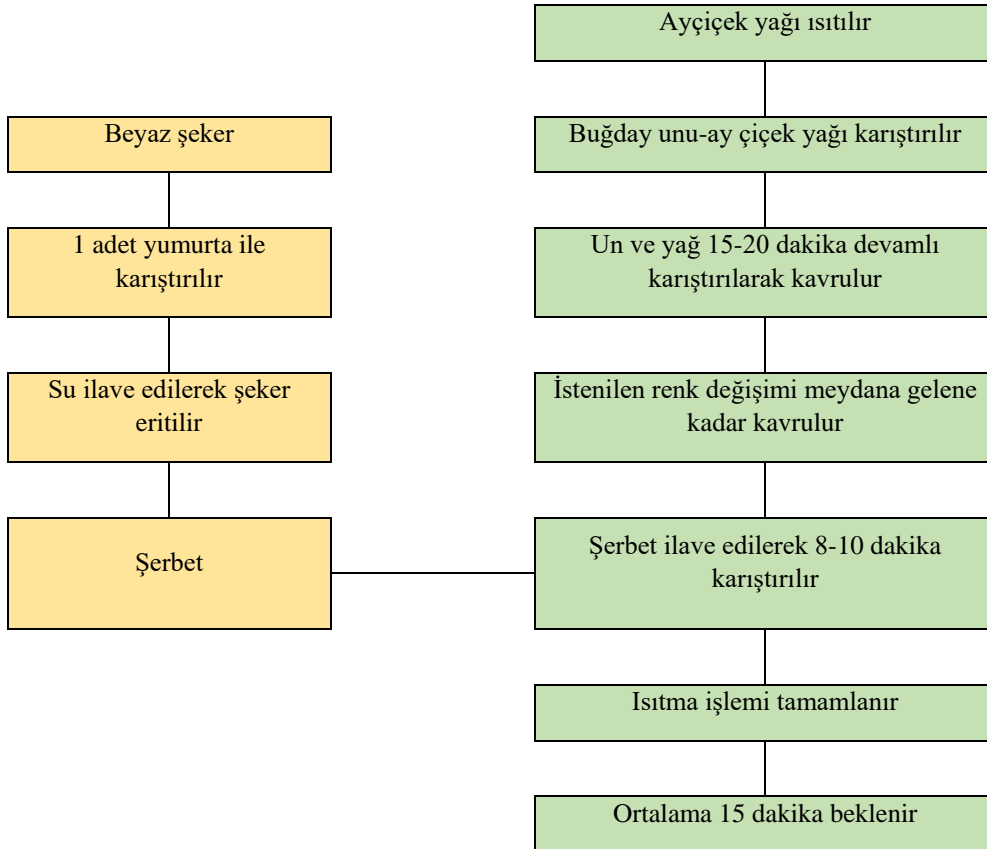 Ayçiçek yağı ısıtılır
Beyaz şeker
Buğday unu-ay çiçek yağı karıştırılır
1 adet yumurta ile
karıştırılır
Un ve yağ 15-20 dakika devamlı
karıştırılarak kavrulur
Su ilave edilerek şeker
eritilir
İstenilen renk değişimi meydana gelene
kadar kavrulur
Şerbet
Şerbet ilave edilerek 8-10 dakika
karıştırılır
Isıtma işlemi tamamlanır
Ortalama 15 dakika beklenir